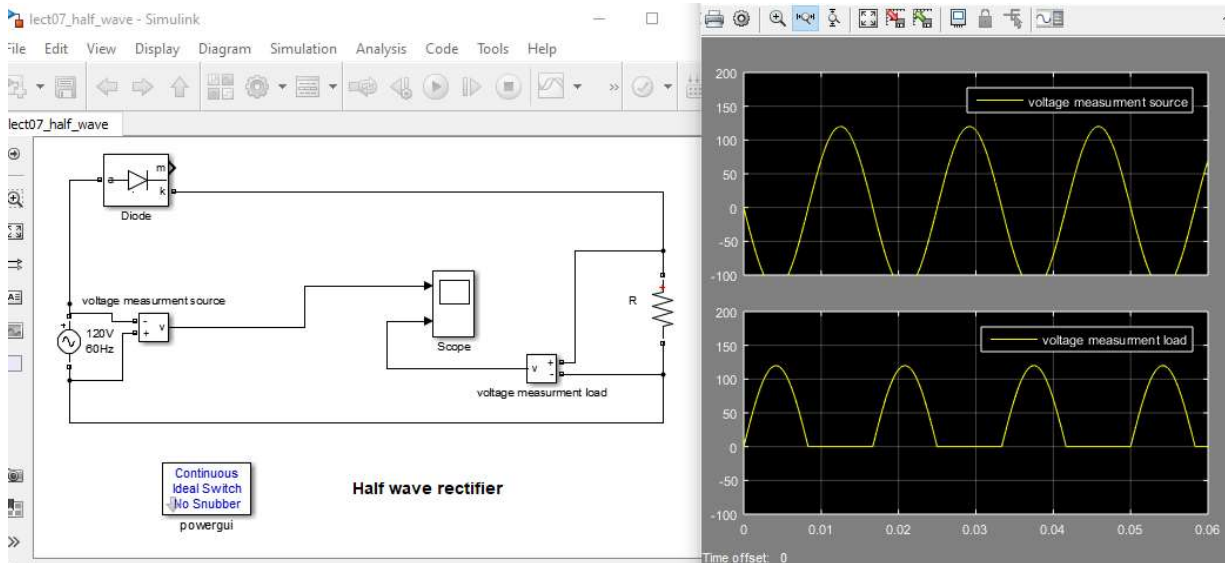 lect07_half_wave - Simulink
File Edit View Display Diagram Simulation Analysis Code Tools Help
»
lect07_half_wave
m
a
k
Diode
voltage measurment source
+
-
+
v
120V
60Hz
Scope
R
+
v
+
-
voltage measurment load
Continuous
Ideal Switch
No Snubber
powergui
Half wave rectifier
»
200
150
100
50
0
-50
-100
voltage measurment source
200
150
100
50
0
-50
-100
voltage measurment load
0 0.01 0.02 0.03 0.04 0.05 0.06
Time offset: 0